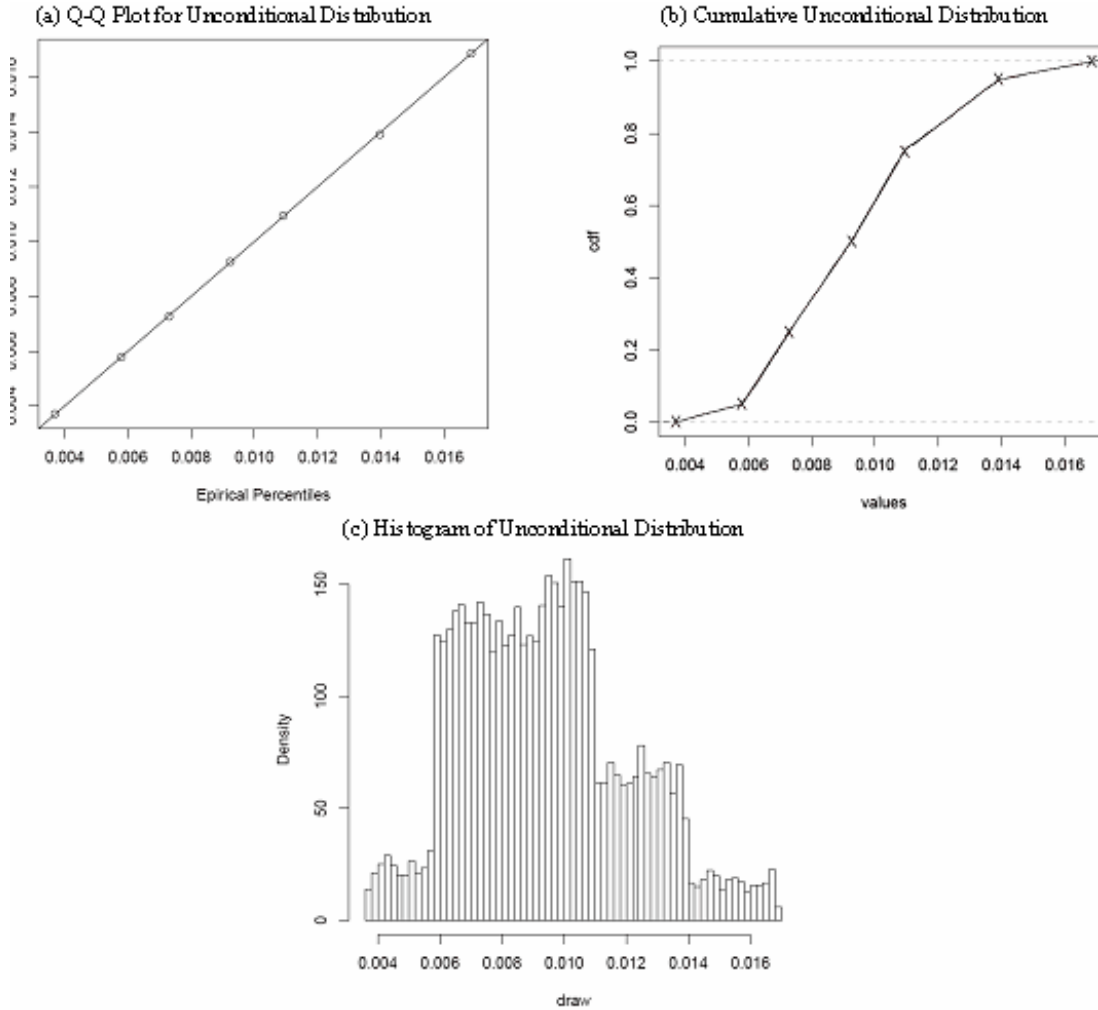 (a) Q-Q Plot for Unconditional Distribution
0.004 0.006 0.008 0.010 0.012 0.014 0.016
Epirical Percentiles
(b) Cumulative Unconditional Distribution
cdf
0.0 0.2 0.4 0.6 0.8 1.0
0.004 0.006 0.008 0.010 0.012 0.014 0.016
values
(c) Histogram of Unconditional Distribution
Density
0 50 100 150
0.004 0.006 0.008 0.010 0.012 0.014 0.016
draw